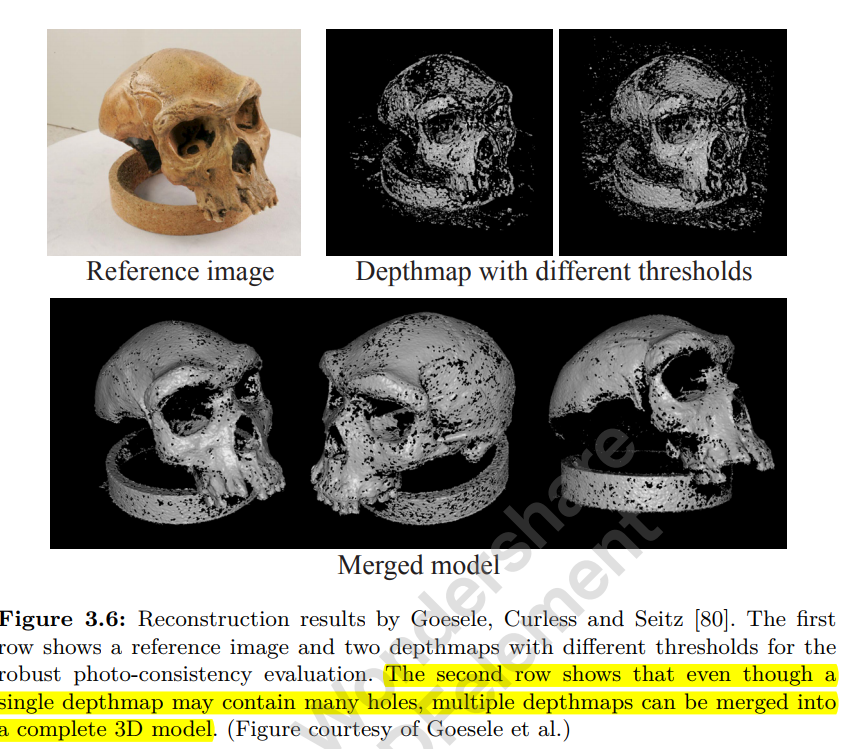 Reference image
Depthmap with different thresholds
Merged model
Figure 3.6: Reconstruction results by Goesele, Curless and Seitz [80]. The first
row shows a reference image and two depthmaps with different thresholds for the
robust photo-consistency evaluation. The second row shows that even though a
single depthmap may contain many holes, multiple depthmaps can be merged into
a complete 3D model. (Figure courtesy of Goesele et al.)
Wondershare
PDFelement